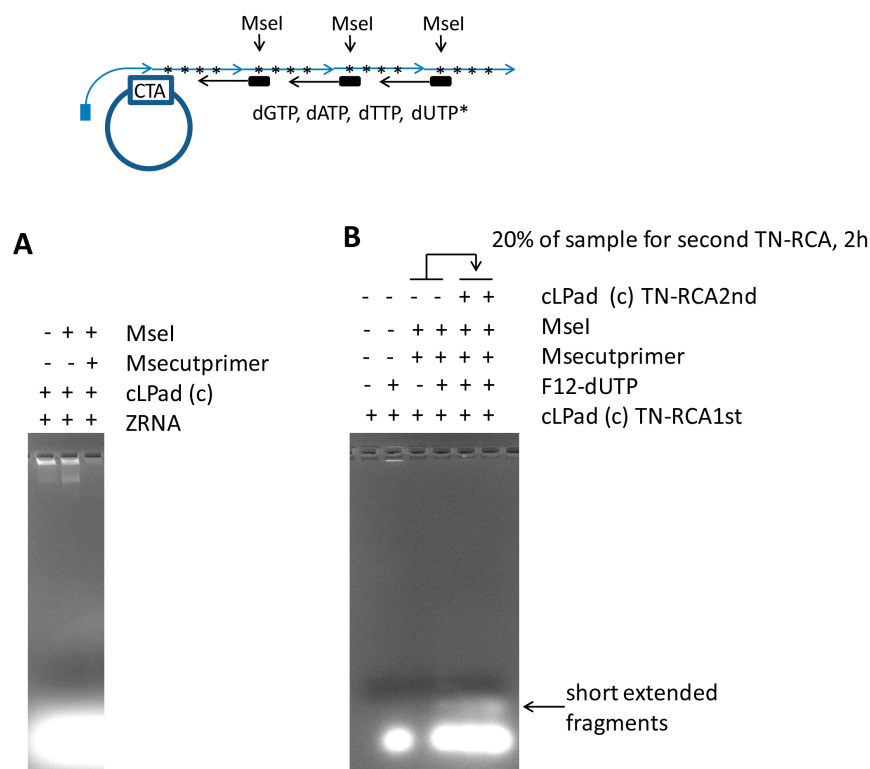 MseI MseI MseI
* * * * * * * * * * * * * * * *
CTA
dGTP, dATP, dTTP, dUTP*
A
- + + MseI
- - + Msecutprimer
+ + + cLPad (c)
+ + + ZRNA
B
20% of sample for second TN-RCA, 2h
- - - - + + cLPad (c) TN-RCA2nd
- - + + + + MseI
- - + + + + Msecutprimer
- + - + + + F12-dUTP
+ + + + + + cLPad (c) TN-RCA1st
short extended
fragments